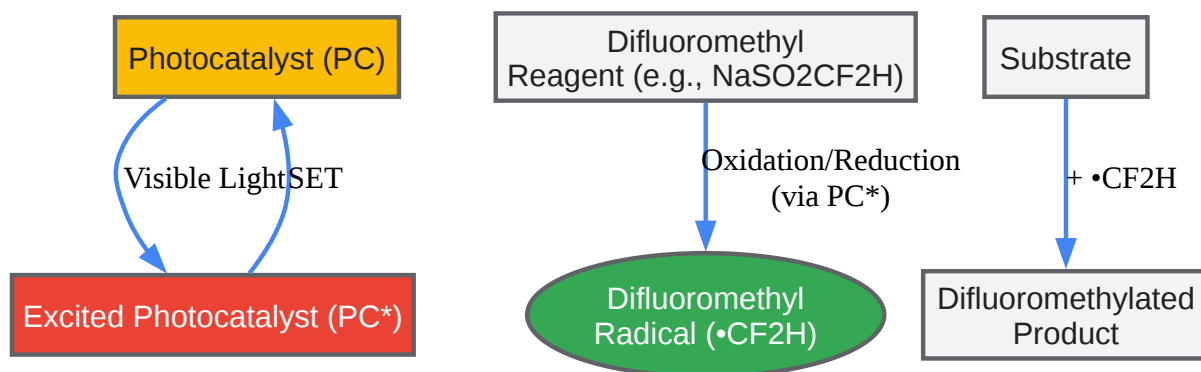 Photocatalyst (PC)
Visible Light
SET
Excited Photocatalyst (PC*)
Difluoromethyl
Reagent (e.g., NaSO2CF2H)
Oxidation/Reduction
(via PC*)
Difluoromethyl
Radical (•CF2H)
Substrate
+ •CF2H
Difluoromethylated
Product